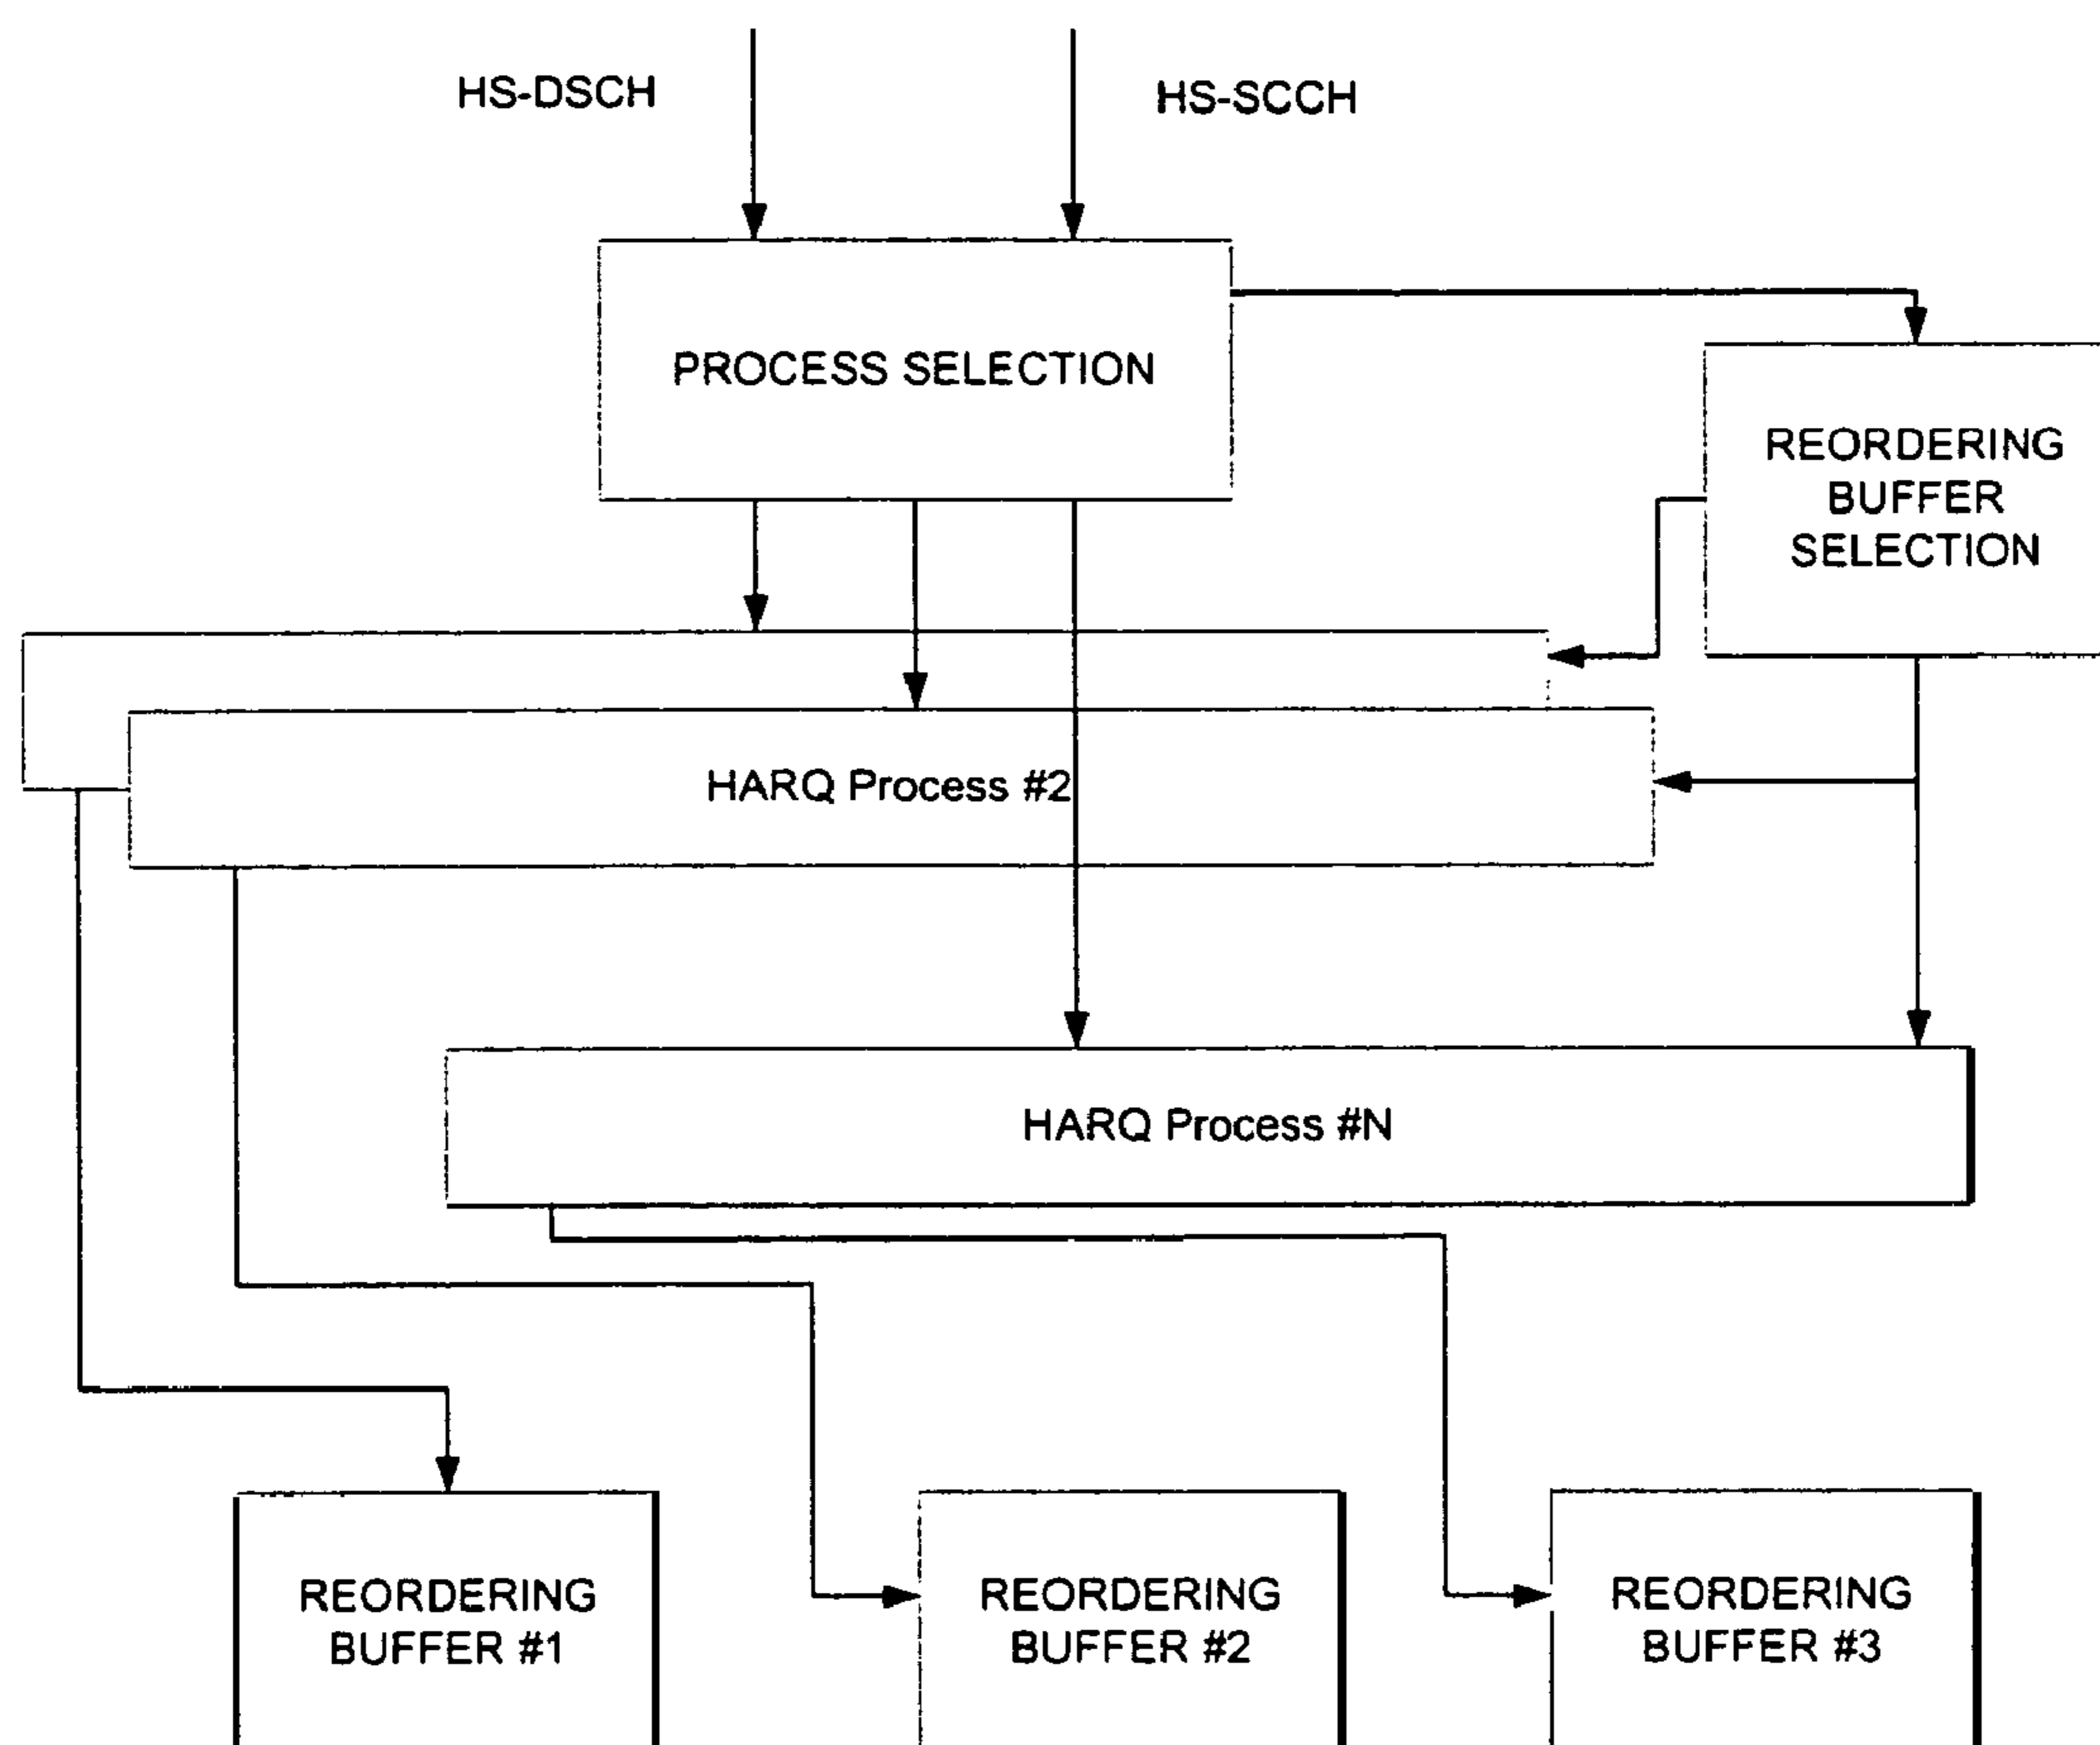 HS-DSCH
HS-SCCH
PROCESS SELECTION
REORDERING
BUFFER
SELECTION
HARQ Process #2
HARQ Process #N
REORDERING
BUFFER #1
REORDERING
BUFFER #2
REORDERING
BUFFER #3